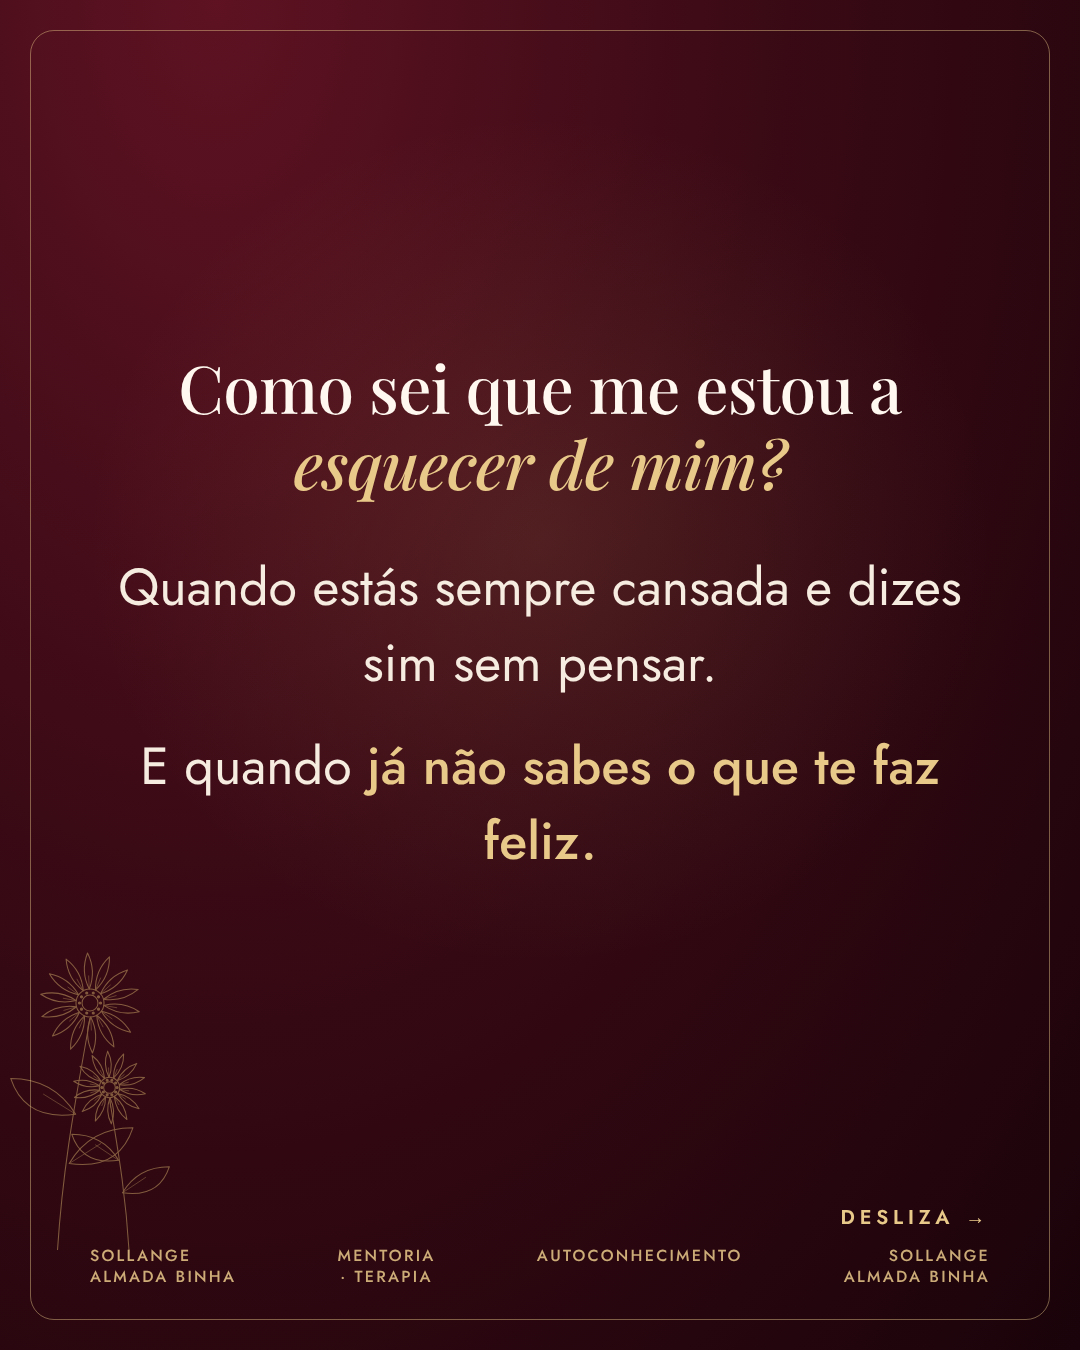 Como sei que me estou a
esquecer de mim?
Quando estás sempre cansada e dizes
sim sem pensar.
E quando já não sabes o que te faz
feliz.
DESLIZA →
SOLLANGE
ALMADA BINHA
MENTORIA
· TERAPIA
AUTOCONHECIMENTO
SOLLANGE
ALMADA BINHA